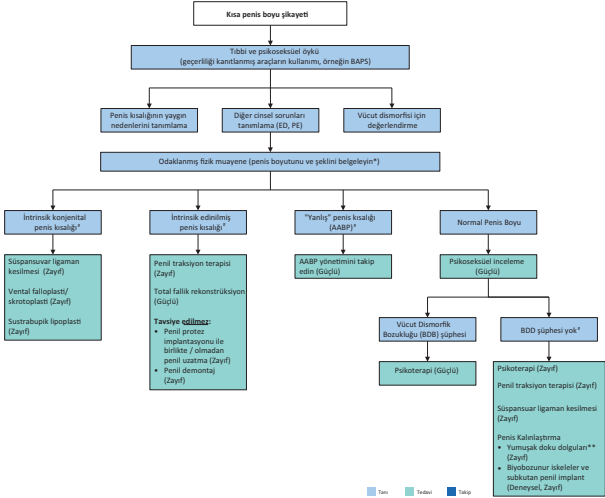 Kısa penis boyu şikayeti
Tıbbi ve psikoseksüel öykü
(geçerliliği kanıtlanmış araçların kullanımı, örneğin BAPS)
Penis kısalığının yaygın
nedenlerini tanımlama
Diğer cinsel sorunları
tanımlama (ED, PE)
Vücut dismorfisi için
değerlendirme
Odaklanmış fizik muayene (penis boyutunu ve şeklini belgeleyin*)
İntrinsik konjenital
penis kısalığı
İntrinsik edinilmiş
penis kısalığı
"Yanlış" penis kısalığı
(AABP)
Normal Penis Boyu
Süspansuvar ligaman
kesilmesi (Zayıf)
Vental falloplasti/
skrotoplasti (Zayıf)
Sustrabupik lipoplasti
(Zayıf)
Penil traksiyon terapisi
(Zayıf)
Total fallik rekonstrüksiyon
(Güçlü)
Tavsiye edilmez:
• Penil protez
implantasyonu ile
birlikte / olmadan
penil uzatma (Zayıf)
• Penil demontaj
(Zayıf)
AABP yönetimini takip
edin (Güçlü)
Psikoseksüel inceleme
(Güçlü)
Vücut Dismorfik
Bozukluğu (BDB) şüphesi
BDD şüphesi yok
Psikoterapi (Güçlü)
Psikoterapi (Zayıf)
Penil traksiyon terapisi (Zayıf)
Süspansuar ligaman kesilmesi
(Zayıf)
Penis Kalınlaştırma
• Yumuşak doku dolguları**
(Zayıf)
• Biyobozunur iskeleler ve
subkutan penil implant
(Deneysel, Zayıf)
Tanı
Tedavi
Takip